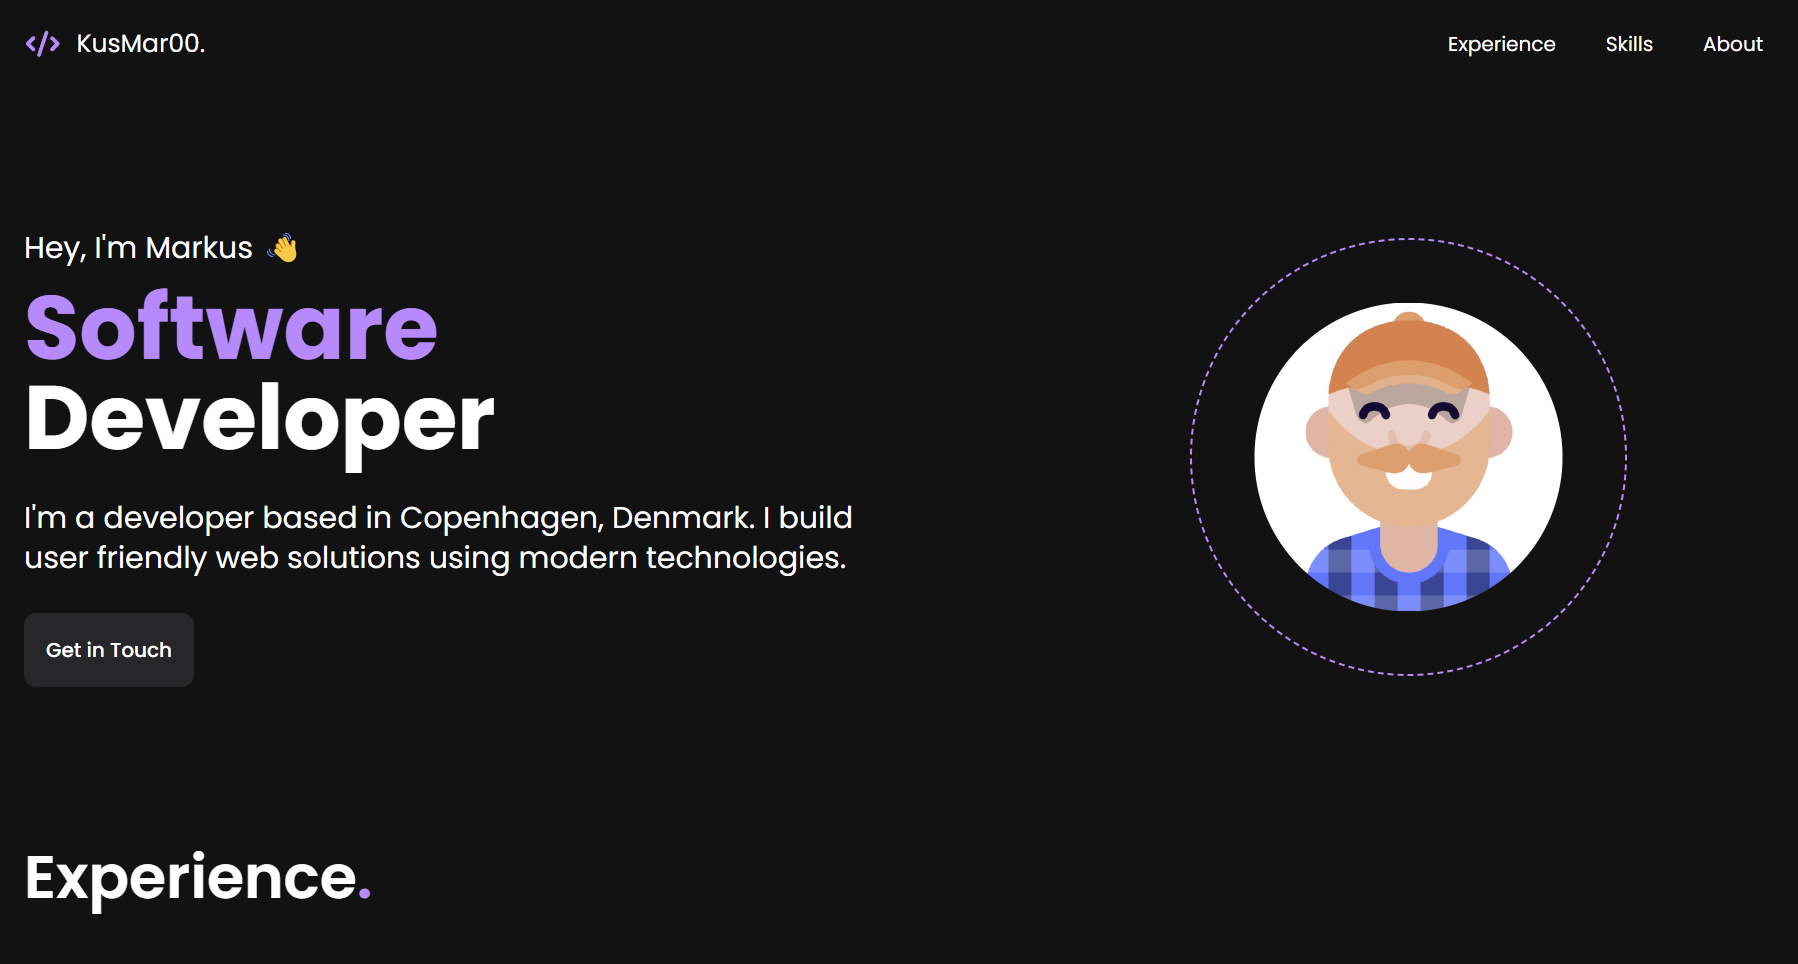 </> KusMar00.
Experience Skills About
Hey, I'm Markus 👋
Software
Developer
I'm a developer based in Copenhagen, Denmark. I build
user friendly web solutions using modern technologies.
Get in Touch
Experience.